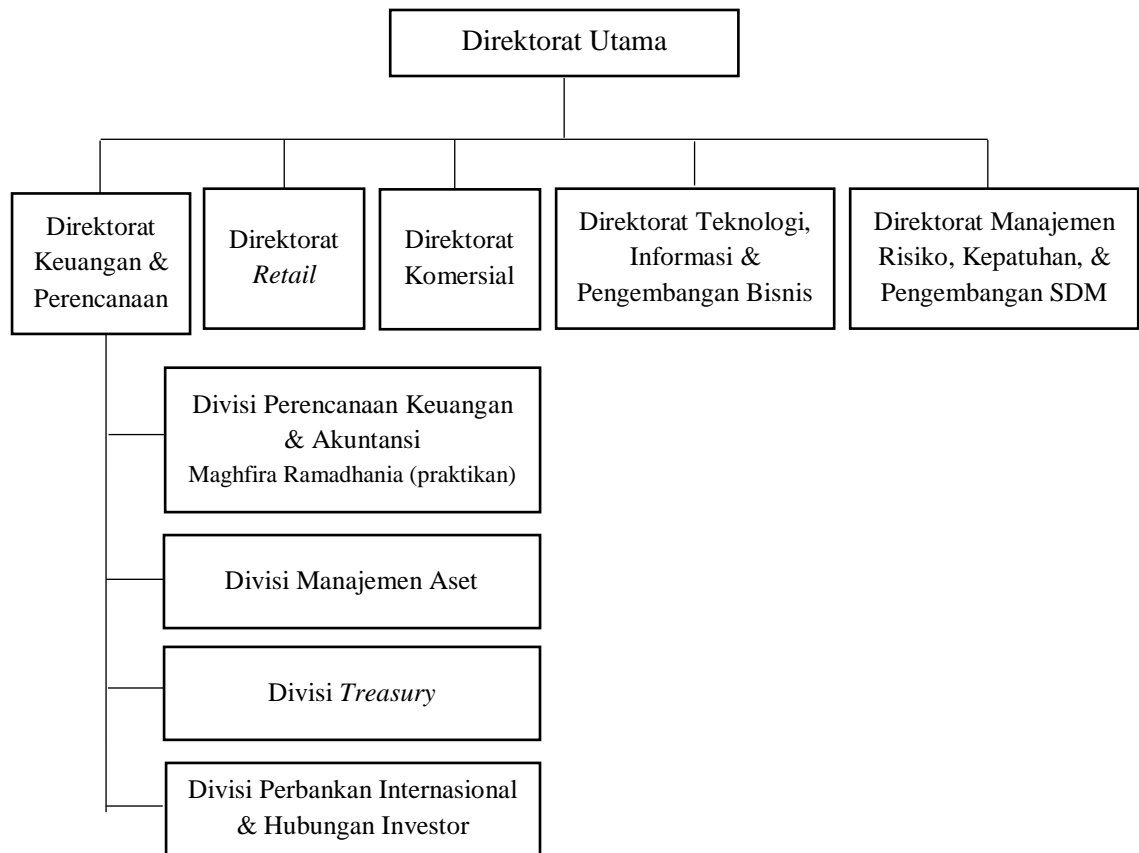 Direktorat Utama
Direktorat
Keuangan &
Perencanaan
Direktorat
Retail
Direktorat
Komersial
Direktorat Teknologi,
Informasi &
Pengembangan Bisnis
Direktorat Manajemen
Risiko, Kepatuhan, &
Pengembangan SDM
Divisi Perencanaan Keuangan
& Akuntansi
Maghfira Ramadhania (praktikan)
Divisi Manajemen Aset
Divisi Treasury
Divisi Perbankan Internasional
& Hubungan Investor